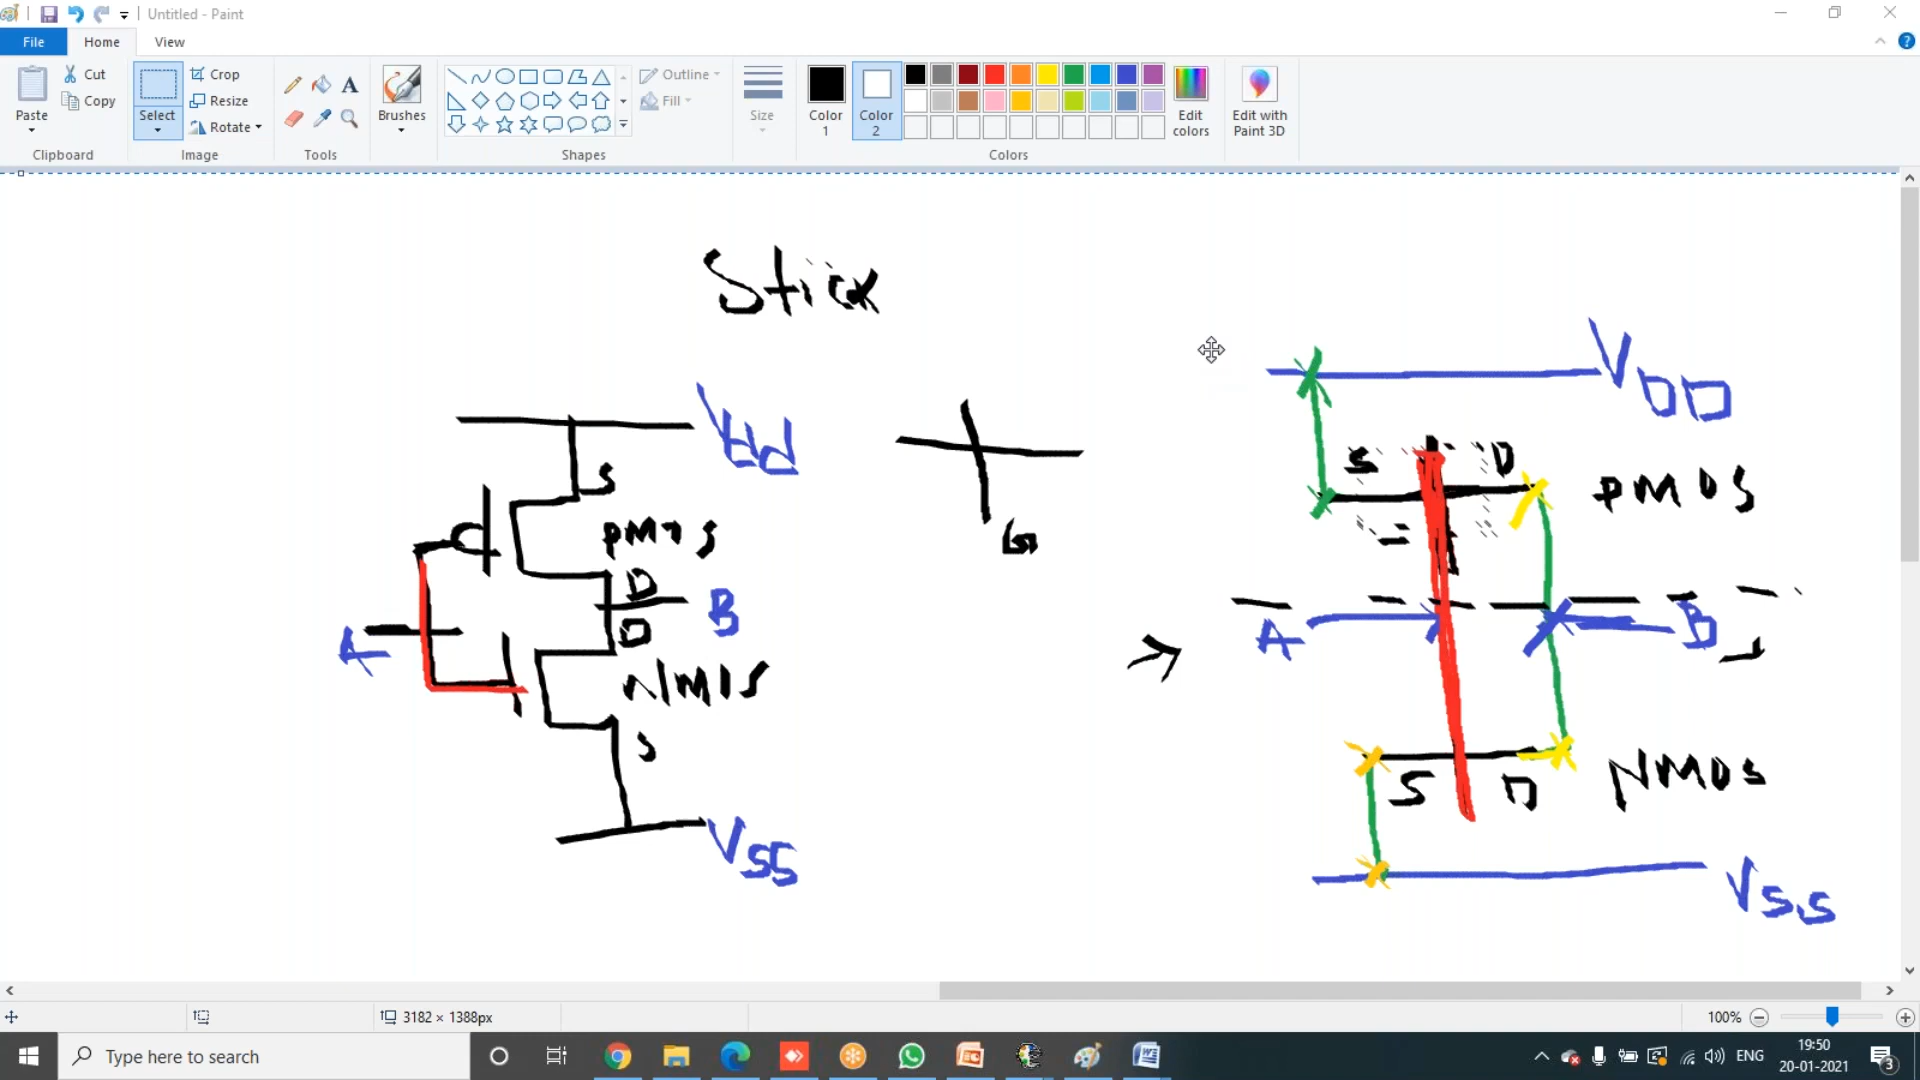 Untitled - Paint
File Home View
Cut
Copy
Paste
Clipboard
Select
Crop
Resize
Rotate
Image
Tools
Brushes
Shapes
Outline
Fill
Size
Color 1
Color 2
Edit colors
Colors
Edit with Paint 3D
Stick
VDD
Vdd
S
S D
PMOS
PMOS
G
D
B
A
A
B
D
NMOS
S
S D
NMOS
VSS
VSS
3182 × 1388px
100%
Type here to search
ENG
19:50
20-01-2021
3